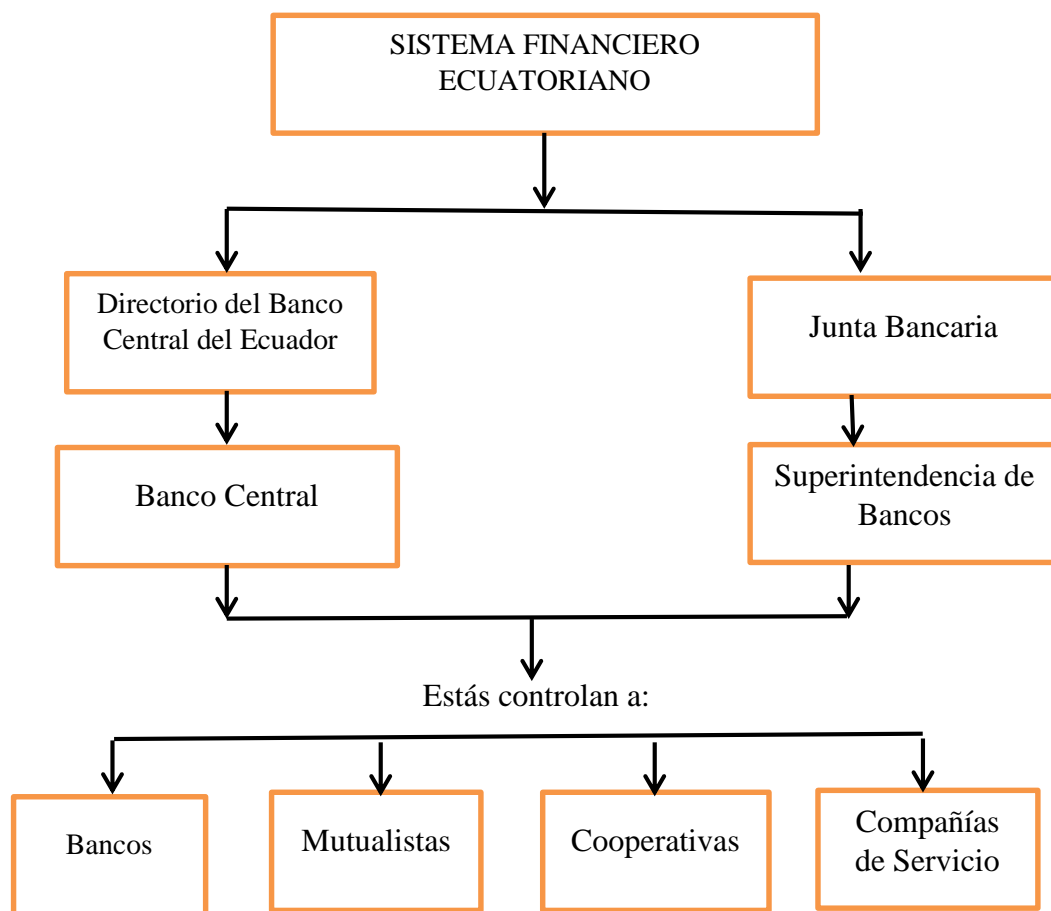 SISTEMA FINANCIERO
ECUATORIANO
Directorio del Banco
Central del Ecuador
Junta Bancaria
Banco Central
Superintendencia de
Bancos
Estás controlan a:
Bancos
Mutualistas
Cooperativas
Compañías
de Servicio